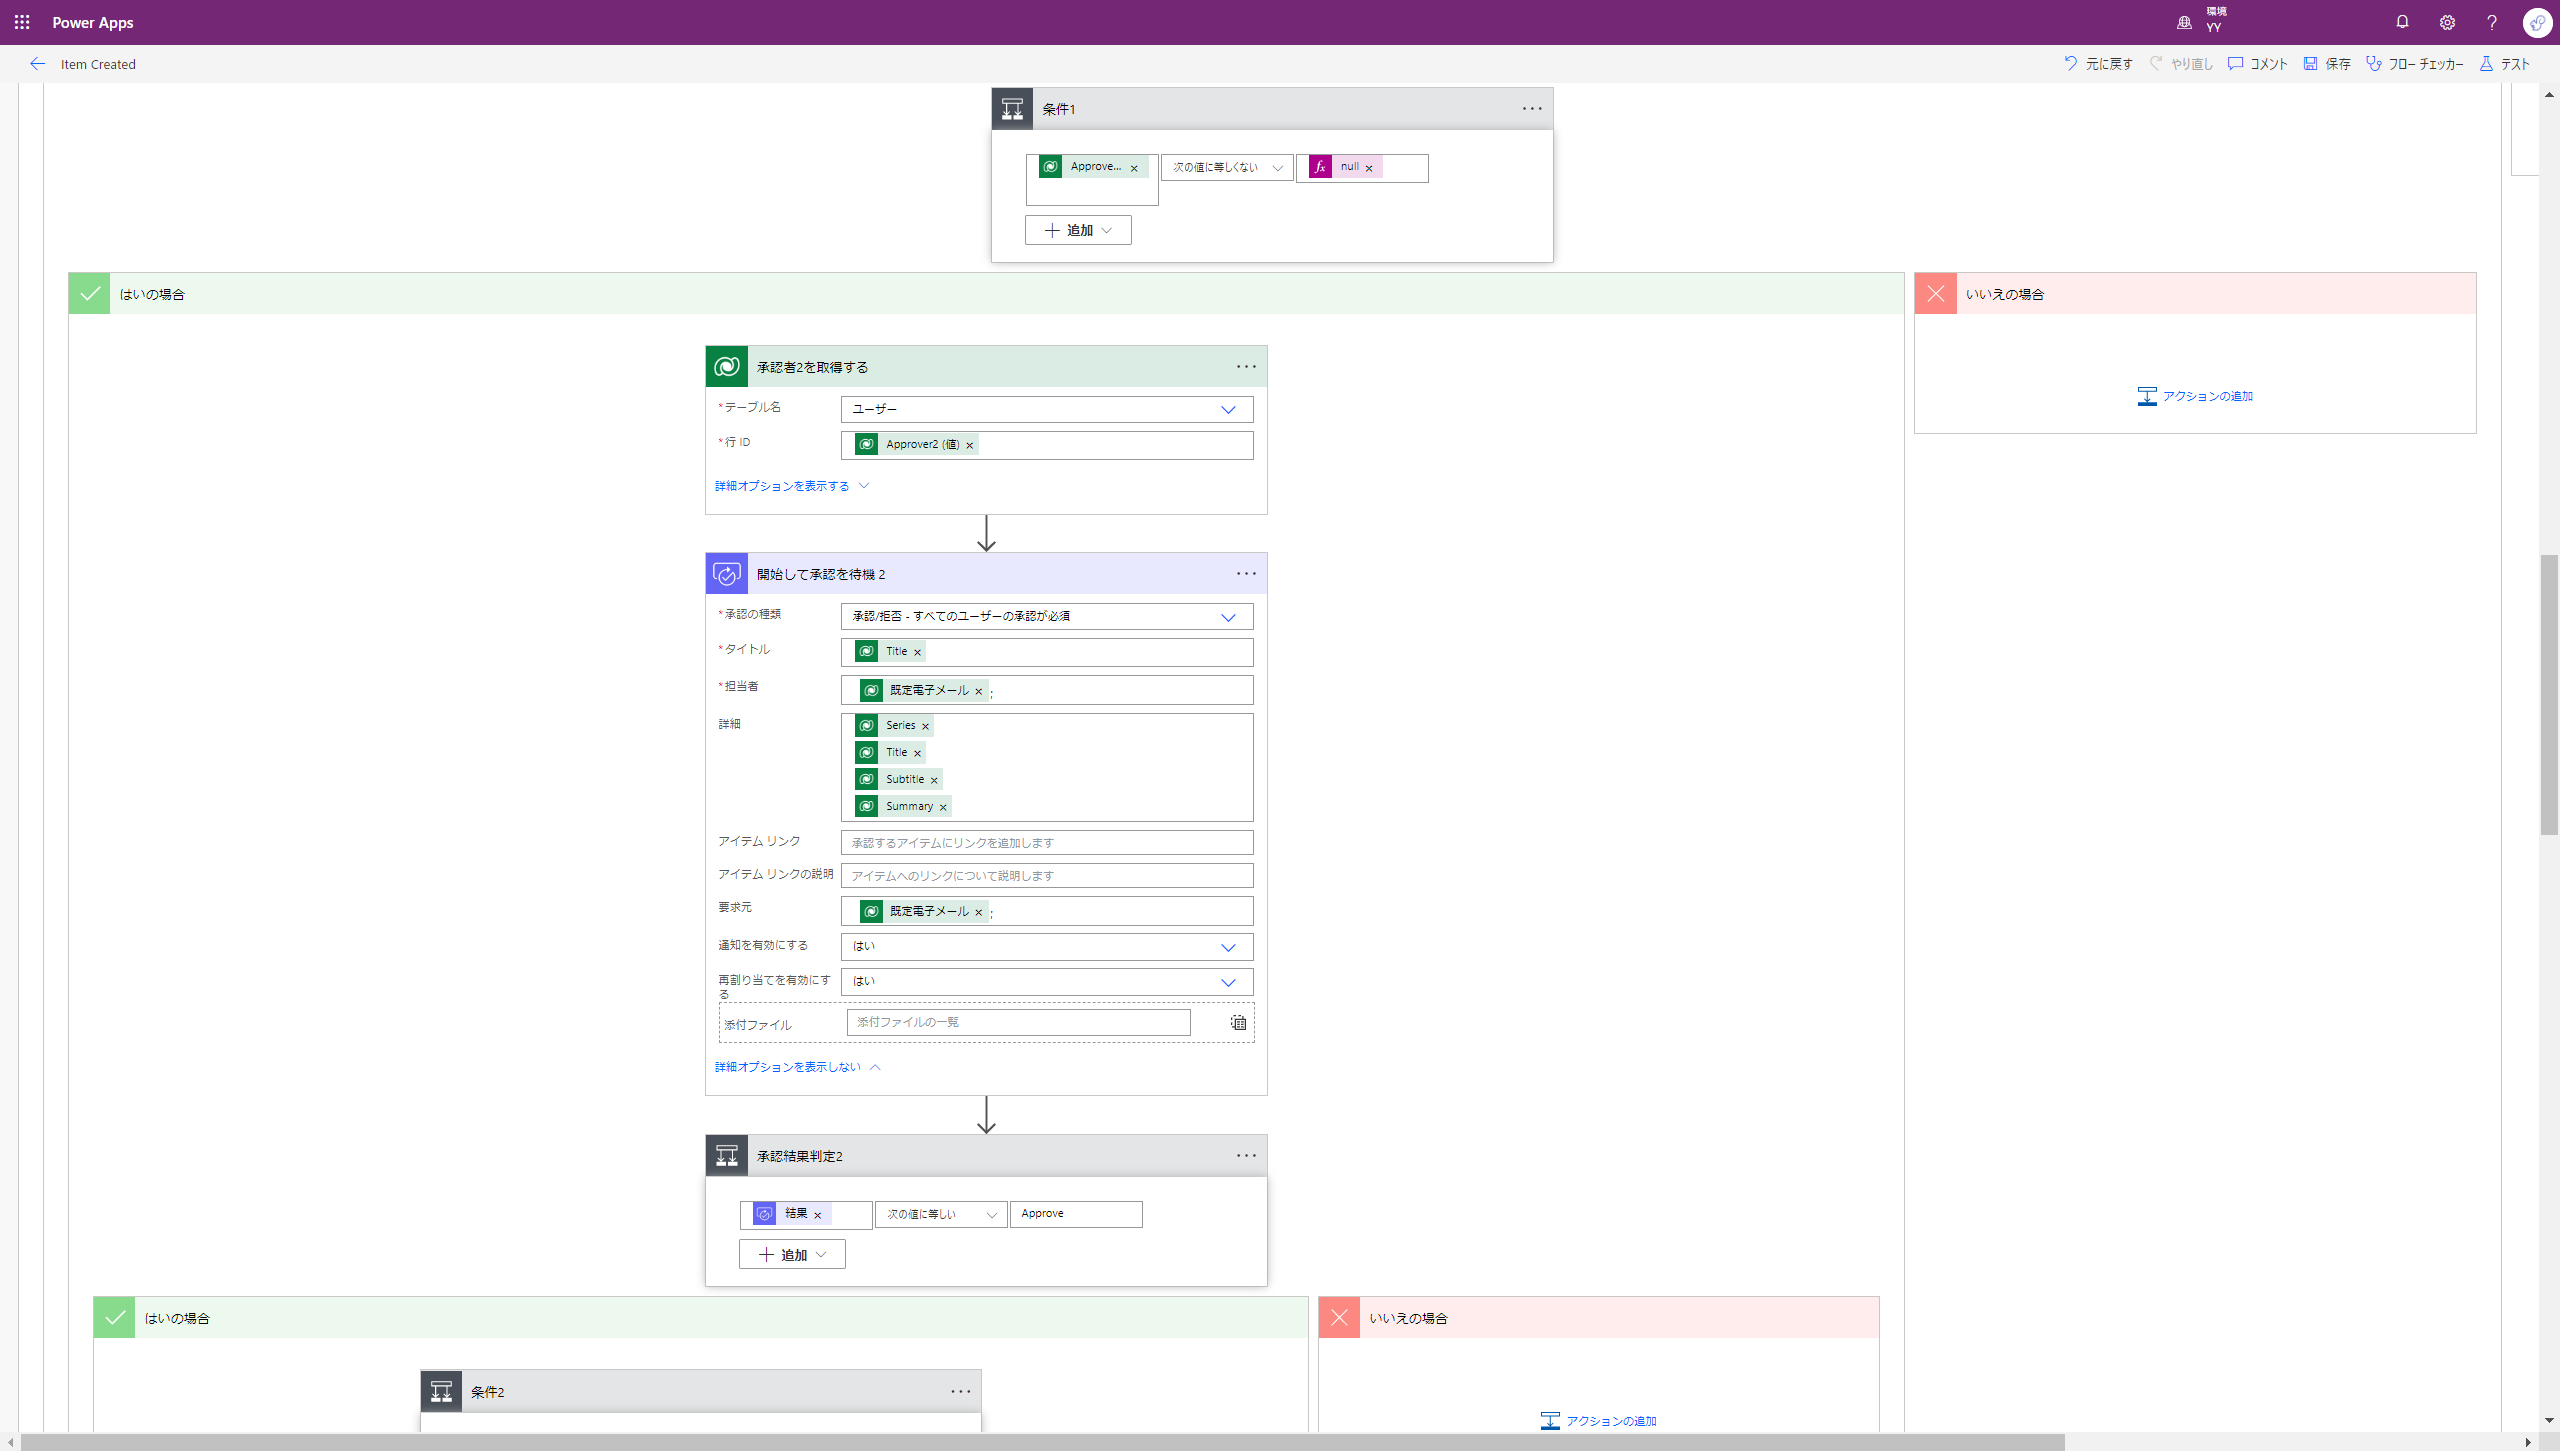 Power Apps
環境
YY
Item Created
元に戻す やり直し コメント 保存 フロー チェッカー テスト
条件1
Approve... × 次の値に等しくない fx null ×
追加
はいの場合
いいえの場合
承認者2を取得する
アクションの追加
*テーブル名 ユーザー
*行 ID Approver2 (値) ×
詳細オプションを表示する
開始して承認を待機 2
*承認の種類 承認/拒否 - すべてのユーザーの承認が必須
*タイトル Title ×
*担当者 既定電子メール × ;
詳細 Series ×
Title ×
Subtitle ×
Summary ×
アイテム リンク 承認するアイテムにリンクを追加します
アイテム リンクの説明 アイテムへのリンクについて説明します
要求元 既定電子メール × ;
通知を有効にする はい
再割り当てを有効にす はい
る
添付ファイル 添付ファイルの一覧
詳細オプションを表示しない
承認結果判定2
結果 × 次の値に等しい Approve
追加
はいの場合
いいえの場合
条件2
アクションの追加